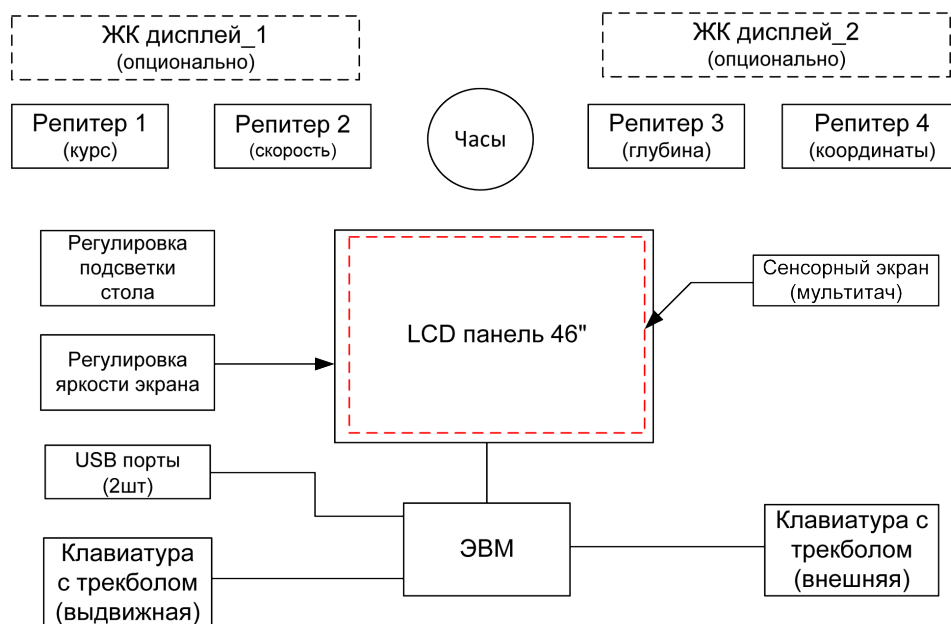 ЖК дисплей_1
(опционально)
ЖК дисплей_2
(опционально)
Репитер 1
(курс)
Репитер 2
(скорость)
Часы
Репитер 3
(глубина)
Репитер 4
(координаты)
Регулировка
подсветки
стола
LCD панель 46"
Сенсорный экран
(мультитач)
Регулировка
яркости экрана
USB порты
(2шт)
ЭВМ
Клавиатура с
трекболом
(внешняя)
Клавиатура
с трекболом
(выдвижная)